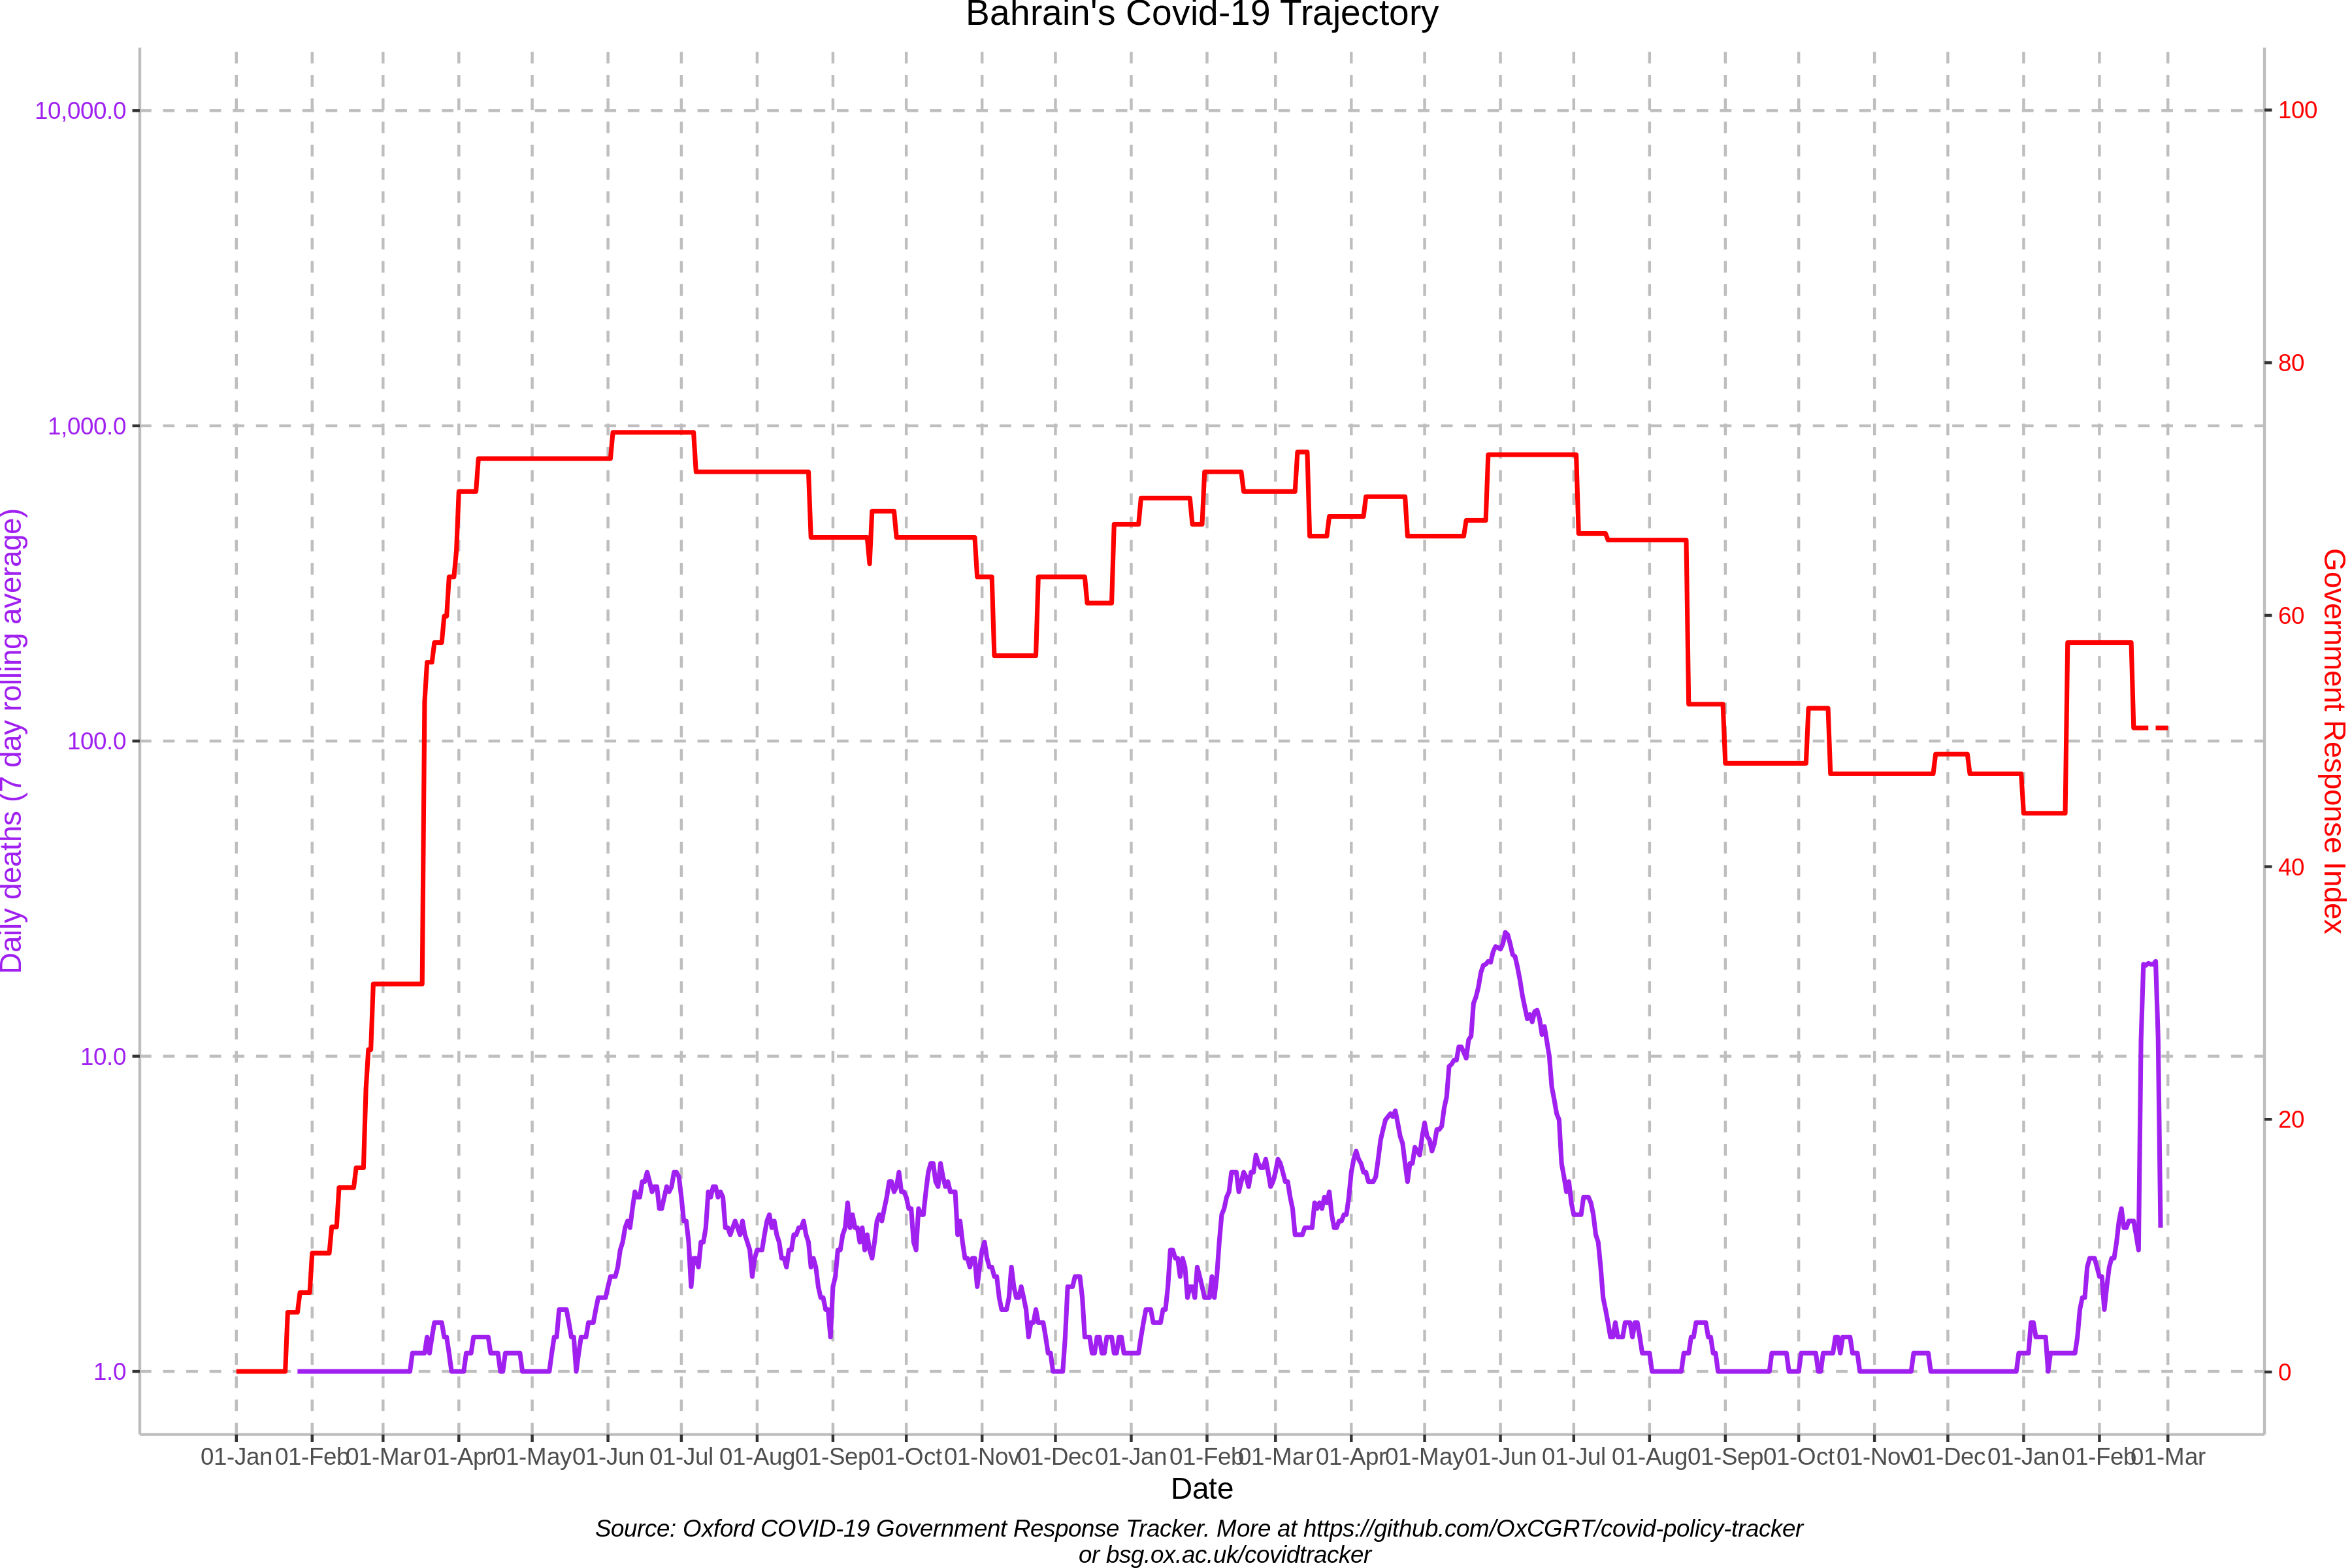 Bahrain's Covid-19 Trajectory
10,000.0
1,000.0
100.0
10.0
1.0
Daily deaths (7 day rolling average)
100
80
60
40
20
0
Government Response Index
01-Jan 01-Feb 01-Mar 01-Apr 01-May 01-Jun 01-Jul 01-Aug 01-Sep 01-Oct 01-Nov 01-Dec 01-Jan 01-Feb 01-Mar 01-Apr 01-May 01-Jun 01-Jul 01-Aug 01-Sep 01-Oct 01-Nov 01-Dec 01-Jan 01-Feb 01-Mar
Date
Source: Oxford COVID-19 Government Response Tracker. More at https://github.com/OxCGRT/covid-policy-tracker
or bsg.ox.ac.uk/covidtracker